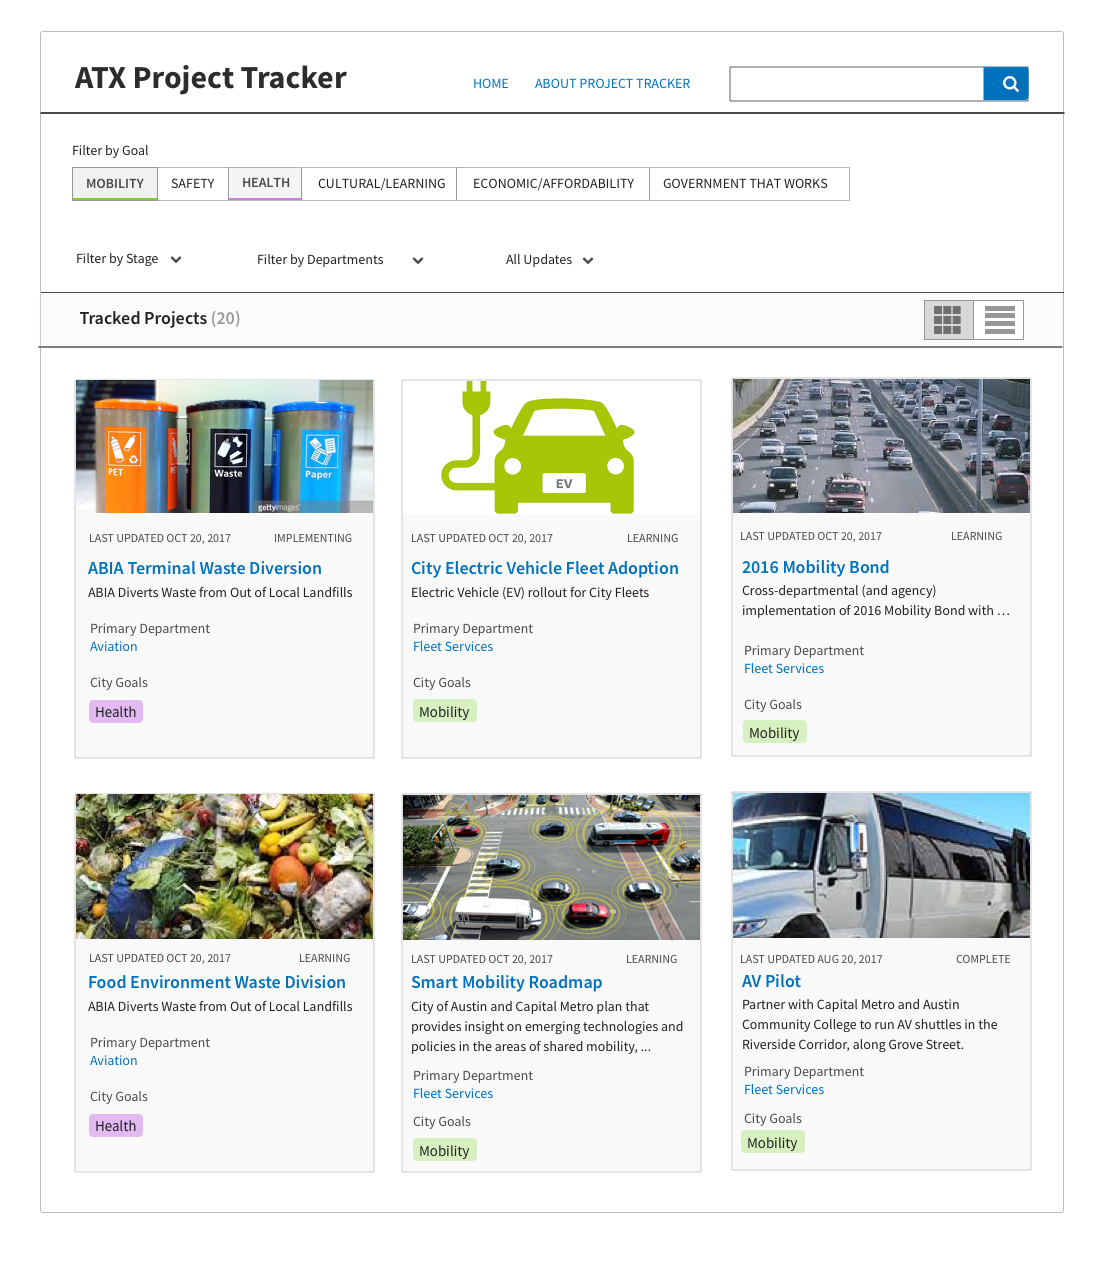 ATX Project Tracker
HOME
ABOUT PROJECT TRACKER
Filter by Goal
MOBILITY
SAFETY
HEALTH
CULTURAL/LEARNING
ECONOMIC/AFFORDABILITY
GOVERNMENT THAT WORKS
Filter by Stage
Filter by Departments
All Updates
Tracked Projects (20)
PET
Waste
Paper
gettyimages
LAST UPDATED OCT 20, 2017
IMPLEMENTING
ABIA Terminal Waste Diversion
ABIA Diverts Waste from Out of Local Landfills
Primary Department
Aviation
City Goals
Health
EV
LAST UPDATED OCT 20, 2017
LEARNING
City Electric Vehicle Fleet Adoption
Electric Vehicle (EV) rollout for City Fleets
Primary Department
Fleet Services
City Goals
Mobility
LAST UPDATED OCT 20, 2017
LEARNING
2016 Mobility Bond
Cross-departmental (and agency)
implementation of 2016 Mobility Bond with …
Primary Department
Fleet Services
City Goals
Mobility
LAST UPDATED OCT 20, 2017
LEARNING
Food Environment Waste Division
ABIA Diverts Waste from Out of Local Landfills
Primary Department
Aviation
City Goals
Health
LAST UPDATED OCT 20, 2017
LEARNING
Smart Mobility Roadmap
City of Austin and Capital Metro plan that
provides insight on emerging technologies and
policies in the areas of shared mobility, ...
Primary Department
Fleet Services
City Goals
Mobility
LAST UPDATED AUG 20, 2017
COMPLETE
AV Pilot
Partner with Capital Metro and Austin
Community College to run AV shuttles in the
Riverside Corridor, along Grove Street.
Primary Department
Fleet Services
City Goals
Mobility